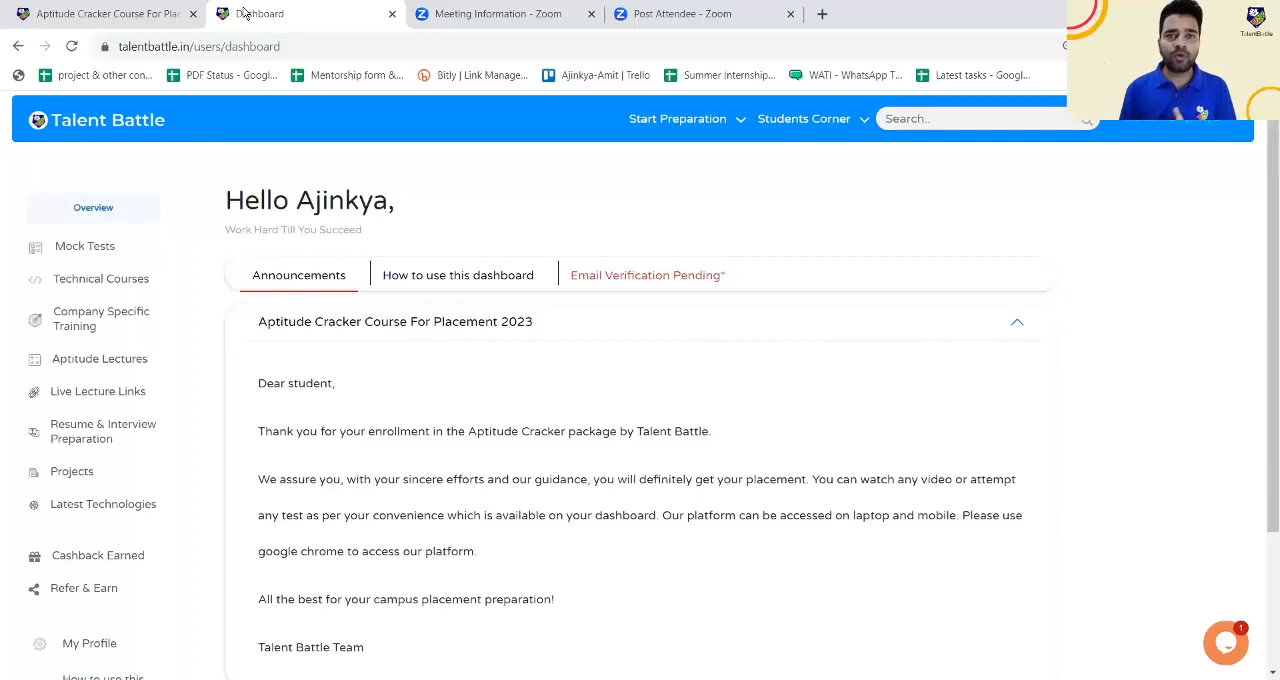 Aptitude Cracker Course For Plac
Dashboard
Meeting Information - Zoom
Post Attendee - Zoom
TalentBattle
talentbattle.in/users/dashboard
project & other con...
PDF Status - Googl...
Mentorship form &...
Bitly | Link Manage...
Ajinkya-Amit | Trello
Summer Internship...
WATI - WhatsApp T...
Latest tasks - Googl...
Talent Battle
Start Preparation
Students Corner
Search..
Overview
Mock Tests
Technical Courses
Company Specific
Training
Aptitude Lectures
Live Lecture Links
Resume & Interview
Preparation
Projects
Latest Technologies
Cashback Earned
Refer & Earn
My Profile
How to use this
Hello Ajinkya,
Work Hard Till You Succeed
Announcements
How to use this dashboard
Email Verification Pending*
Aptitude Cracker Course For Placement 2023
Dear student,
Thank you for your enrollment in the Aptitude Cracker package by Talent Battle.
We assure you, with your sincere efforts and our guidance, you will definitely get your placement. You can watch any video or attempt
any test as per your convenience which is available on your dashboard. Our platform can be accessed on laptop and mobile. Please use
google chrome to access our platform.
All the best for your campus placement preparation!
Talent Battle Team
1